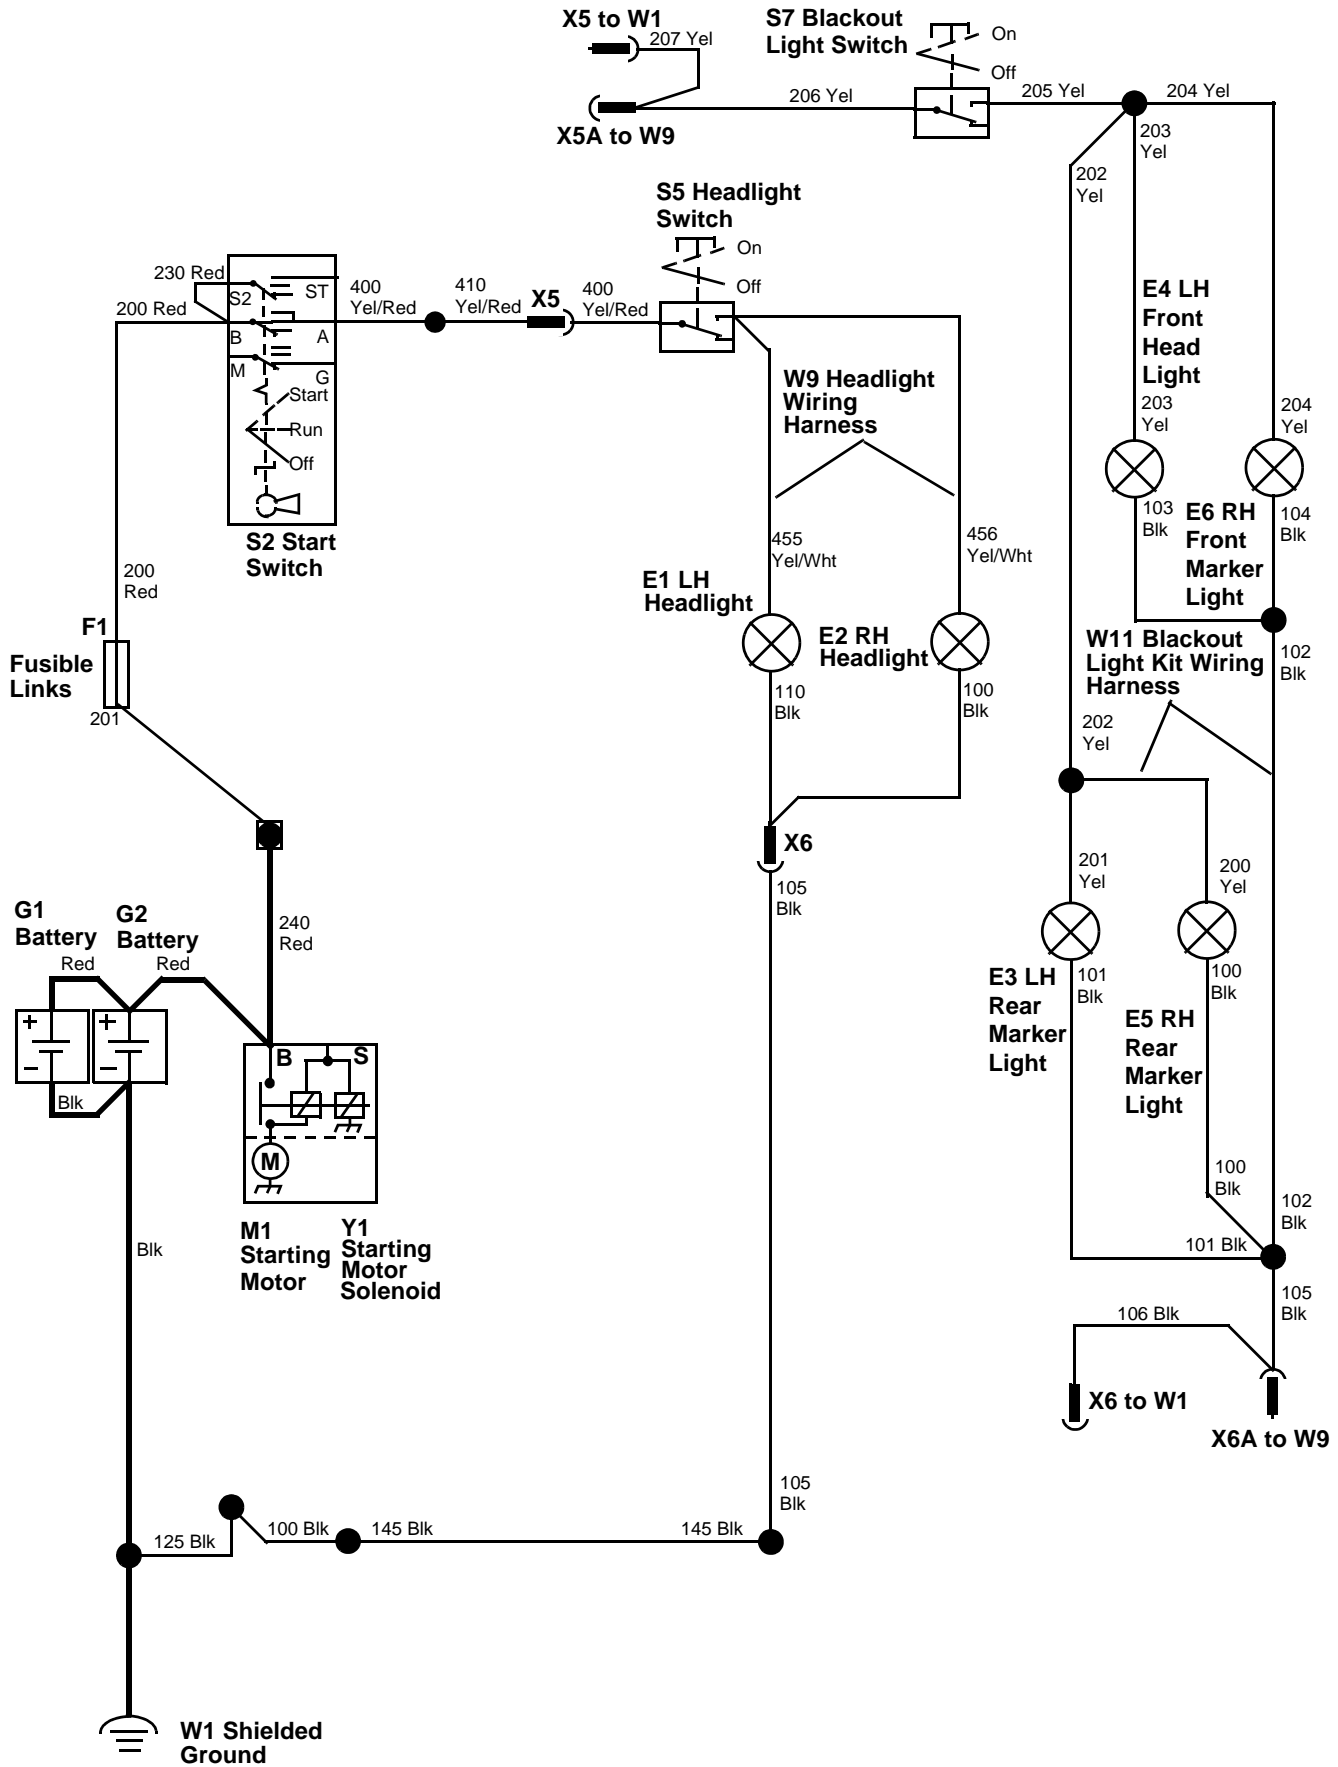 X5 to W1
207 Yel
X5A to W9
206 Yel
S7 Blackout
Light Switch
On
Off
205 Yel
204 Yel
203
Yel
202
Yel
S5 Headlight
Switch
On
Off
230 Red
200 Red
S2
ST
B
A
M
G
Start
Run
Off
S2 Start
Switch
400
Yel/Red
410
Yel/Red
X5
400
Yel/Red
W9 Headlight
Wiring
Harness
E4 LH
Front
Head
Light
203
Yel
204
Yel
103
Blk
E6 RH
Front
Marker
Light
104
Blk
455
Yel/Wht
456
Yel/Wht
200
Red
F1
Fusible
Links
201
E1 LH
Headlight
E2 RH
Headlight
110
Blk
100
Blk
W11 Blackout
Light Kit Wiring
Harness
102
Blk
202
Yel
X6
105
Blk
201
Yel
200
Yel
G1
Battery
G2
Battery
Red
Red
240
Red
+
+
−
−
Blk
B
S
M
M1
Starting
Motor
Y1
Starting
Motor
Solenoid
Blk
E3 LH
Rear
Marker
Light
101
Blk
100
Blk
E5 RH
Rear
Marker
Light
100
Blk
102
Blk
101 Blk
105
Blk
106 Blk
X6 to W1
X6A to W9
105
Blk
125 Blk
100 Blk
145 Blk
145 Blk
W1 Shielded
Ground